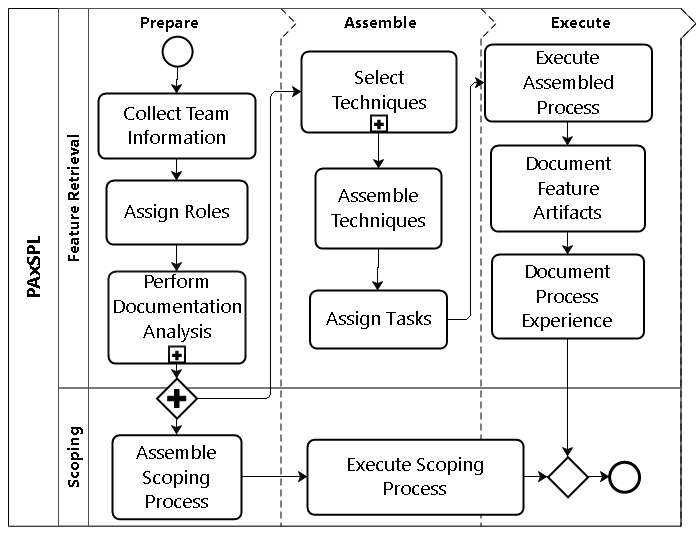 Prepare
Assemble
Execute
PAxSPL
Feature Retrieval
Collect Team
Information
Assign Roles
Perform
Documentation
Analysis
Select
Techniques
Assemble
Techniques
Assign Tasks
Execute
Assembled
Process
Document
Feature
Artifacts
Document
Process
Experience
Scoping
Assemble
Scoping
Process
Execute Scoping
Process